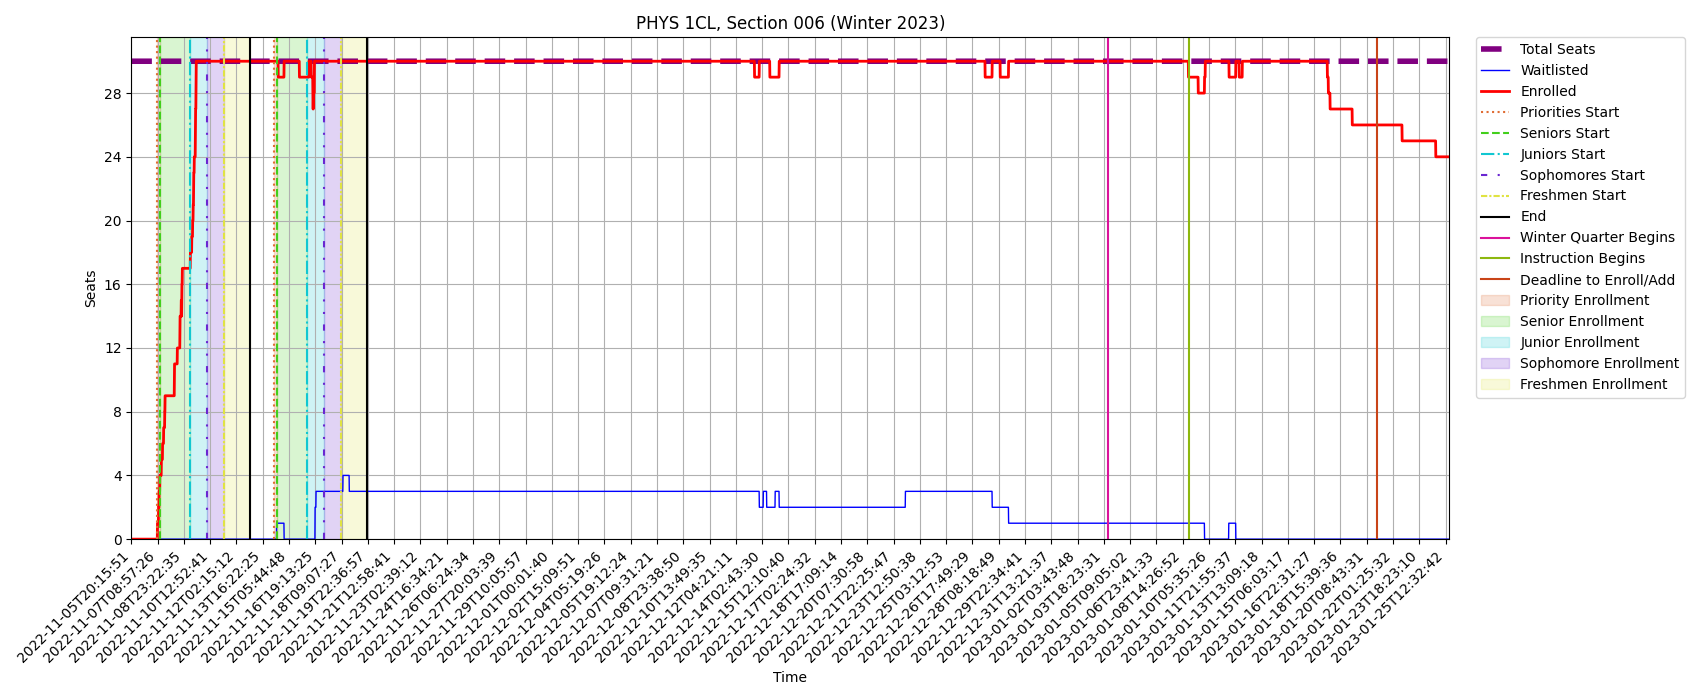 PHYS 1CL, Section 006 (Winter 2023)
Seats
28
24
20
16
12
8
4
0
2022-11-05T20:15:51
2022-11-07T08:57:26
2022-11-08T23:22:35
2022-11-10T12:52:41
2022-11-12T02:15:12
2022-11-13T16:22:25
2022-11-15T05:44:48
2022-11-16T19:13:25
2022-11-18T09:07:27
2022-11-19T22:36:57
2022-11-21T12:58:41
2022-11-23T02:39:12
2022-11-24T16:34:21
2022-11-26T06:24:34
2022-11-27T20:03:39
2022-11-29T10:05:57
2022-12-01T00:01:40
2022-12-02T15:09:51
2022-12-04T05:19:26
2022-12-05T19:12:24
2022-12-07T09:31:21
2022-12-08T23:38:50
2022-12-10T13:49:35
2022-12-12T04:21:11
2022-12-14T02:43:30
2022-12-15T12:10:40
2022-12-17T02:24:32
2022-12-18T17:09:14
2022-12-20T07:30:58
2022-12-21T22:25:47
2022-12-23T12:50:38
2022-12-25T03:12:53
2022-12-26T17:49:29
2022-12-28T08:18:49
2022-12-29T22:34:41
2022-12-31T13:21:37
2023-01-02T03:43:48
2023-01-03T18:23:31
2023-01-05T09:05:02
2023-01-06T23:41:33
2023-01-08T14:26:52
2023-01-10T05:35:26
2023-01-11T21:55:37
2023-01-13T13:09:18
2023-01-15T06:03:17
2023-01-16T22:31:27
2023-01-18T15:39:36
2023-01-20T08:43:31
2023-01-22T01:25:32
2023-01-23T18:23:10
2023-01-25T12:32:42
Time
Total Seats
Waitlisted
Enrolled
Priorities Start
Seniors Start
Juniors Start
Sophomores Start
Freshmen Start
End
Winter Quarter Begins
Instruction Begins
Deadline to Enroll/Add
Priority Enrollment
Senior Enrollment
Junior Enrollment
Sophomore Enrollment
Freshmen Enrollment